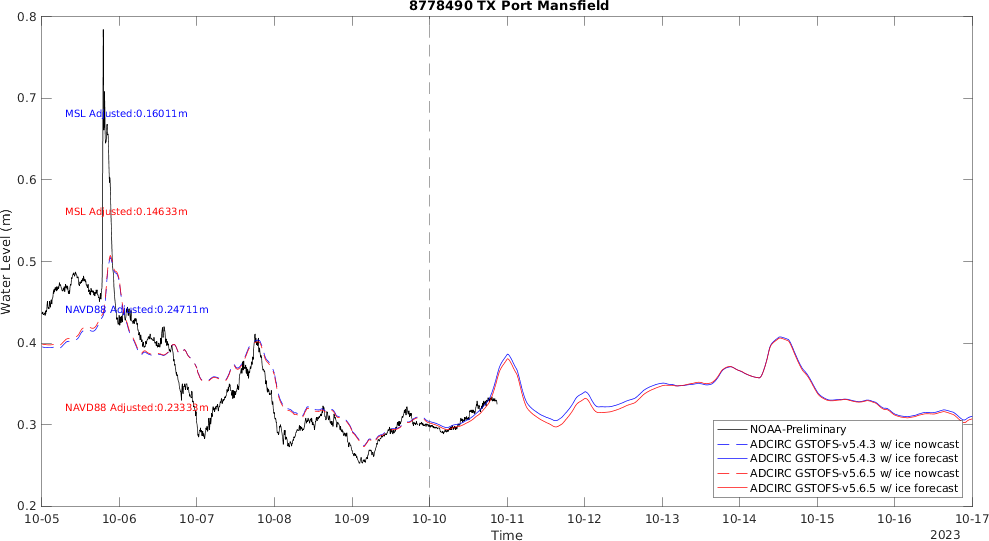 8778490 TX Port Mansfield
0.8
0.7
0.6
0.5
0.4
0.3
0.2
Water Level (m)
MSL Adjusted:0.16011m
MSL Adjusted:0.14633m
NAVD88 Adjusted:0.24711m
NAVD88 Adjusted:0.23333m
NOAA-Preliminary
ADCIRC GSTOFS-v5.4.3 w/ ice nowcast
ADCIRC GSTOFS-v5.4.3 w/ ice forecast
ADCIRC GSTOFS-v5.6.5 w/ ice nowcast
ADCIRC GSTOFS-v5.6.5 w/ ice forecast
10-05 10-06 10-07 10-08 10-09 10-10 10-11 10-12 10-13 10-14 10-15 10-16 10-17
Time
2023